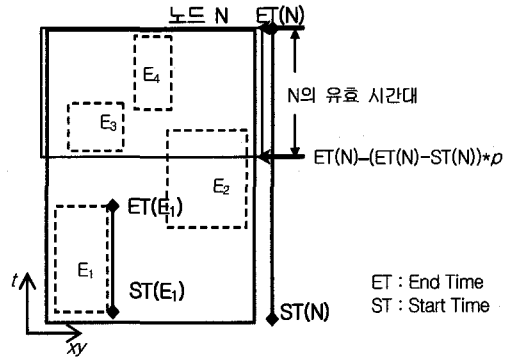 노드 N
ET(N)
E4
N의 유효 시간대
E3
ET(N)–(ET(N)-ST(N))*p
E2
ET(E1)
E1
ST(E1)
ET : End Time
ST : Start Time
ST(N)
t
xy